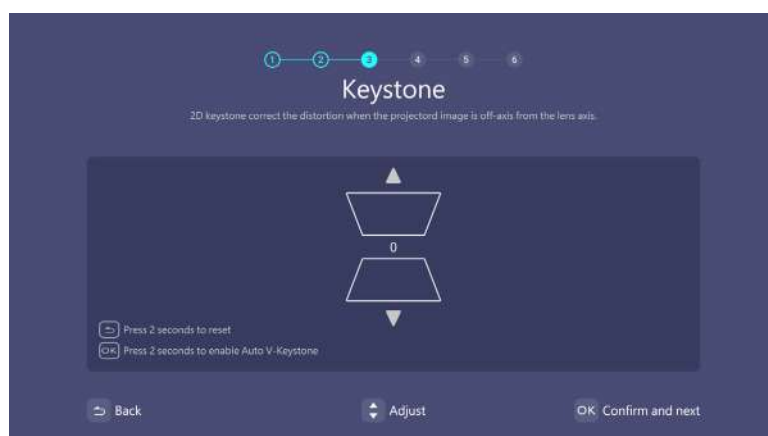 1 2 3 4 5 6
Keystone
2D keystone correct the distortion when the projectord image is off-axis from the lens axis.
0
Press 2 seconds to reset
OK Press 2 seconds to enable Auto V-Keystone
Back Adjust OK Confirm and next